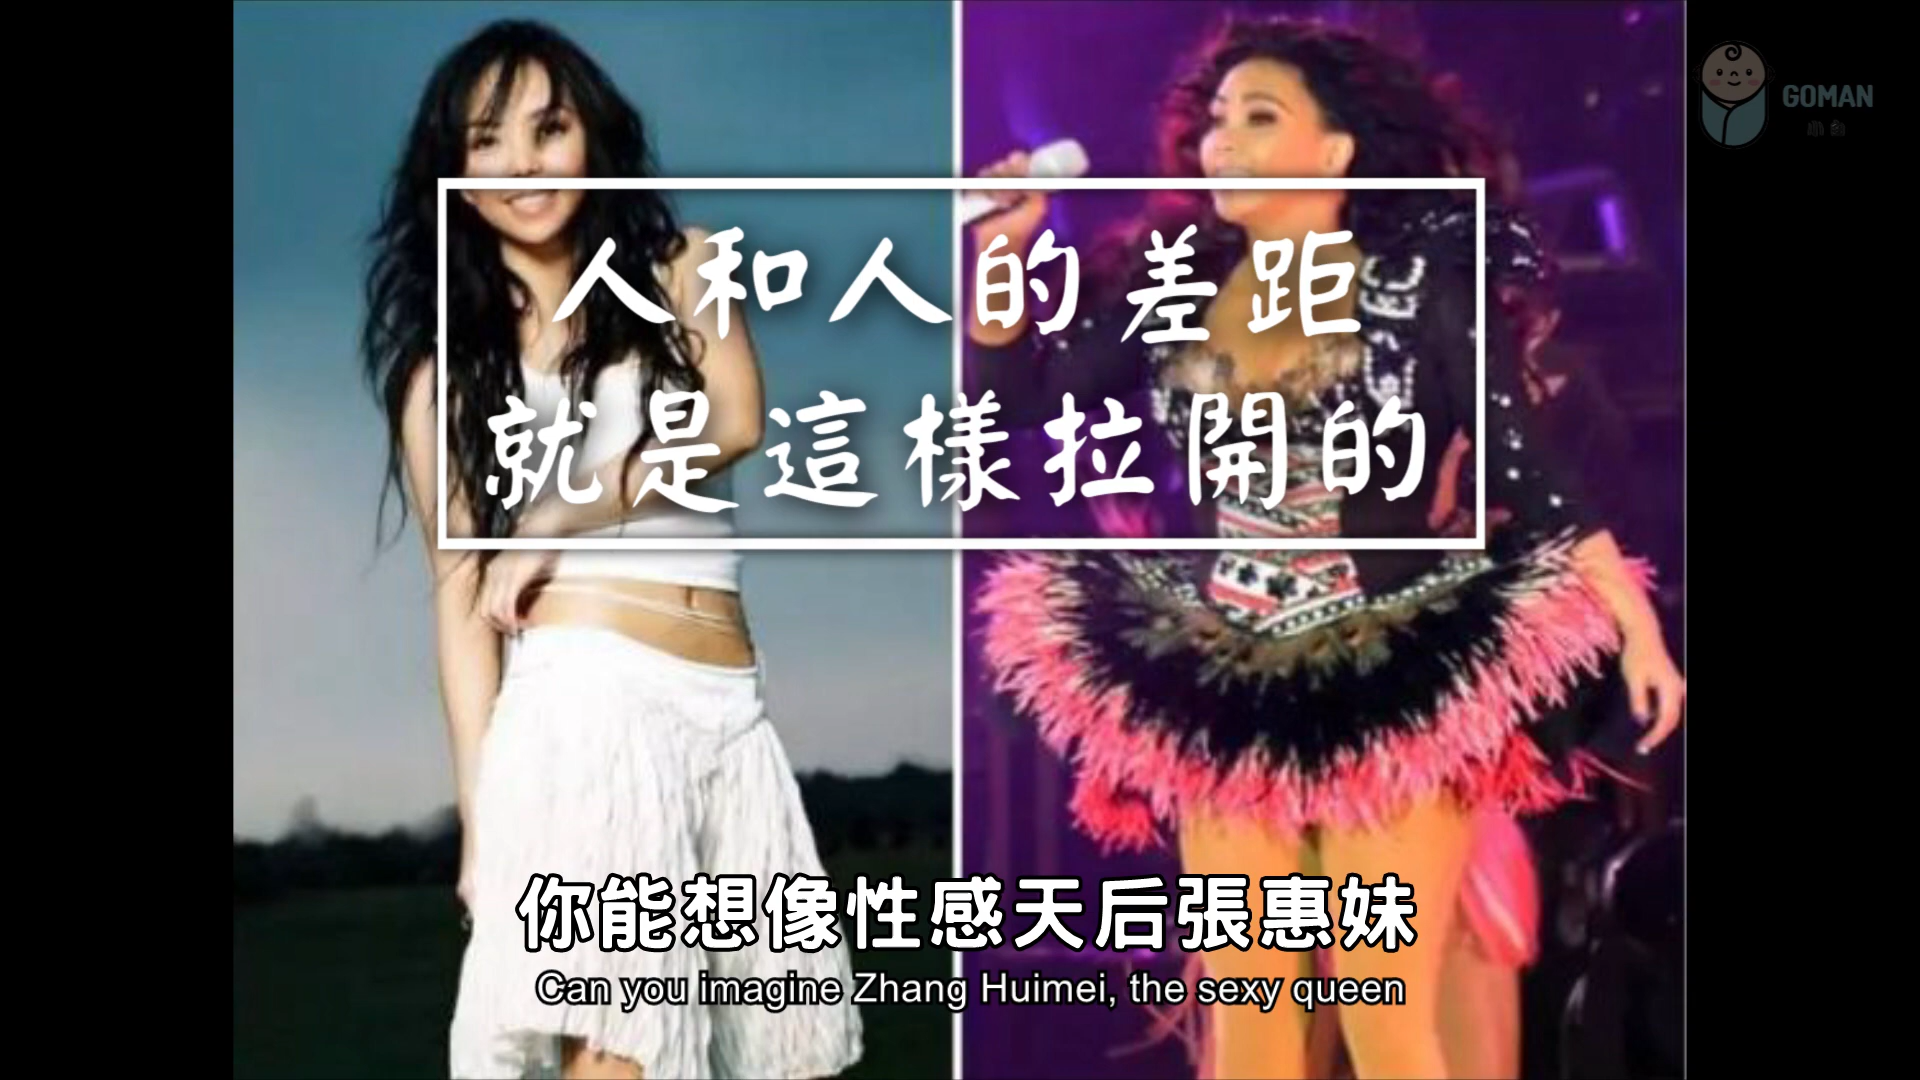 GOMAN
人和人的差距
就是這樣拉開的
你能想像性感天后張惠妹
Can you imagine Zhang Huimei, the sexy queen